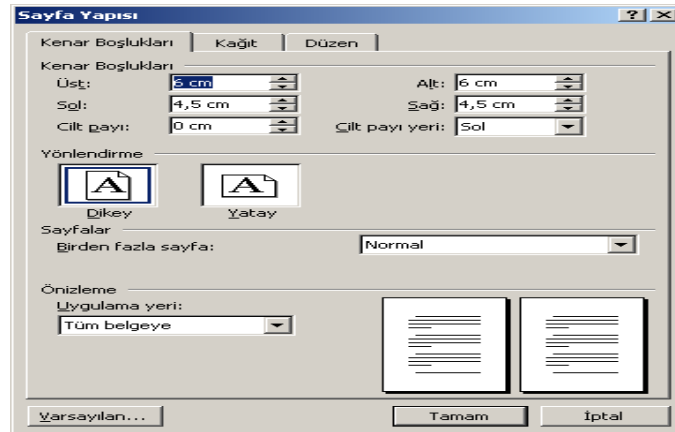 Sayfa Yapısı
Kenar Boşlukları Kağıt Düzen
Kenar Boşlukları
Üst: 6 cm Alt: 6 cm
Sol: 4,5 cm Sağ: 4,5 cm
Cilt payı: 0 cm Cilt payı yeri: Sol
Yönlendirme
A A
Dikey Yatay
Sayfalar
Birden fazla sayfa: Normal
Önizleme
Uygulama yeri:
Tüm belgeye
Varsayılan... Tamam İptal